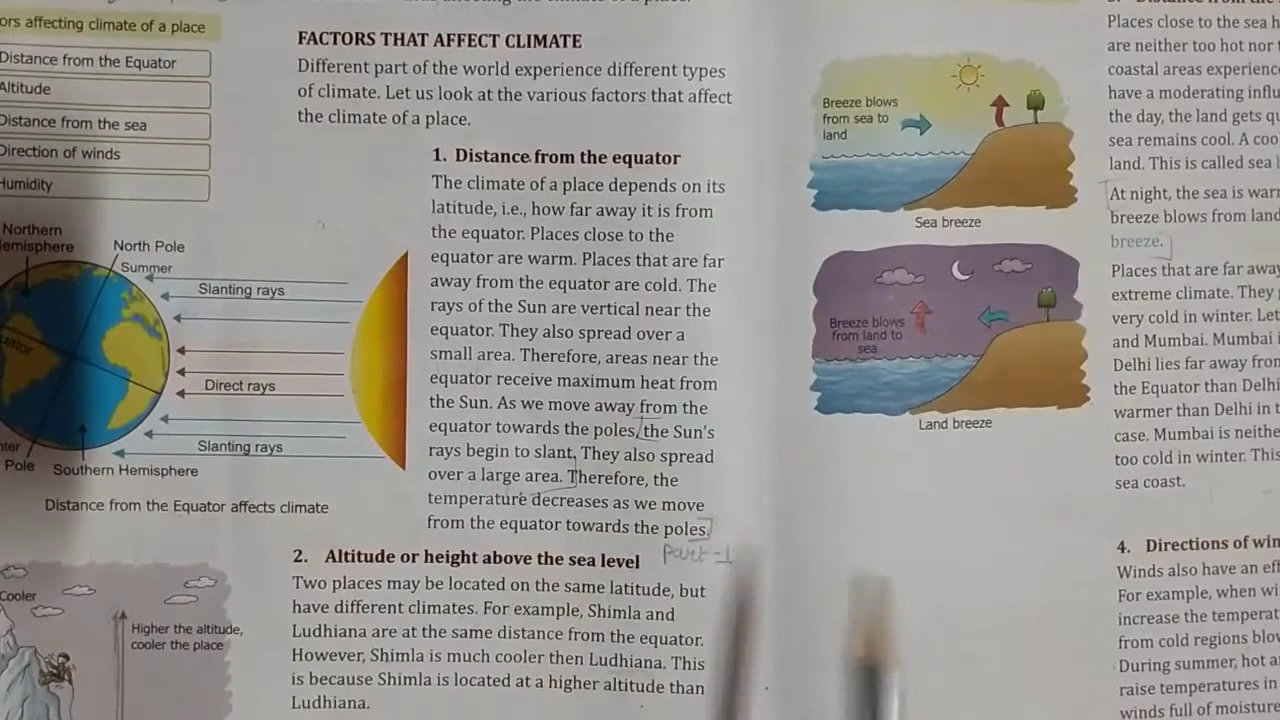 ors affecting climate of a place
Distance from the Equator
Altitude
Distance from the sea
Direction of winds
Humidity
FACTORS THAT AFFECT CLIMATE
Different part of the world experience different types
of climate. Let us look at the various factors that affect
the climate of a place.
1. Distance from the equator
The climate of a place depends on its
latitude, i.e., how far away it is from
the equator. Places close to the
equator are warm. Places that are far
away from the equator are cold. The
rays of the Sun are vertical near the
equator. They also spread over a
small area. Therefore, areas near the
equator receive maximum heat from
the Sun. As we move away from the
equator towards the poles, the Sun's
rays begin to slant. They also spread
over a large area. Therefore, the
temperature decreases as we move
from the equator towards the poles.
Part-1
Northern
emisphere
North Pole
Summer
Slanting rays
uator
Direct rays
Slanting rays
nter
Pole
Southern Hemisphere
Distance from the Equator affects climate
2. Altitude or height above the sea level
Two places may be located on the same latitude, but
have different climates. For example, Shimla and
Ludhiana are at the same distance from the equator.
However, Shimla is much cooler then Ludhiana. This
is because Shimla is located at a higher altitude than
Ludhiana.
Cooler
Higher the altitude,
cooler the place
Breeze blows
from sea to
land
Sea breeze
Breeze blows
from land to
sea
Land breeze
Places close to the sea h
are neither too hot nor
coastal areas experienc
have a moderating influ
the day, the land gets qu
sea remains cool. A coo
land. This is called sea
At night, the sea is warm
breeze blows from land
breeze.
Places that are far away
extreme climate. They
very cold in winter. Let
and Mumbai. Mumbai i
Delhi lies far away from
the Equator than Delhi
warmer than Delhi in t
case. Mumbai is neithe
too cold in winter. This
sea coast.
4. Directions of win
Winds also have an eff
For example, when wi
increase the temperat
from cold regions blow
During summer, hot a
raise temperatures in
winds full of moisture